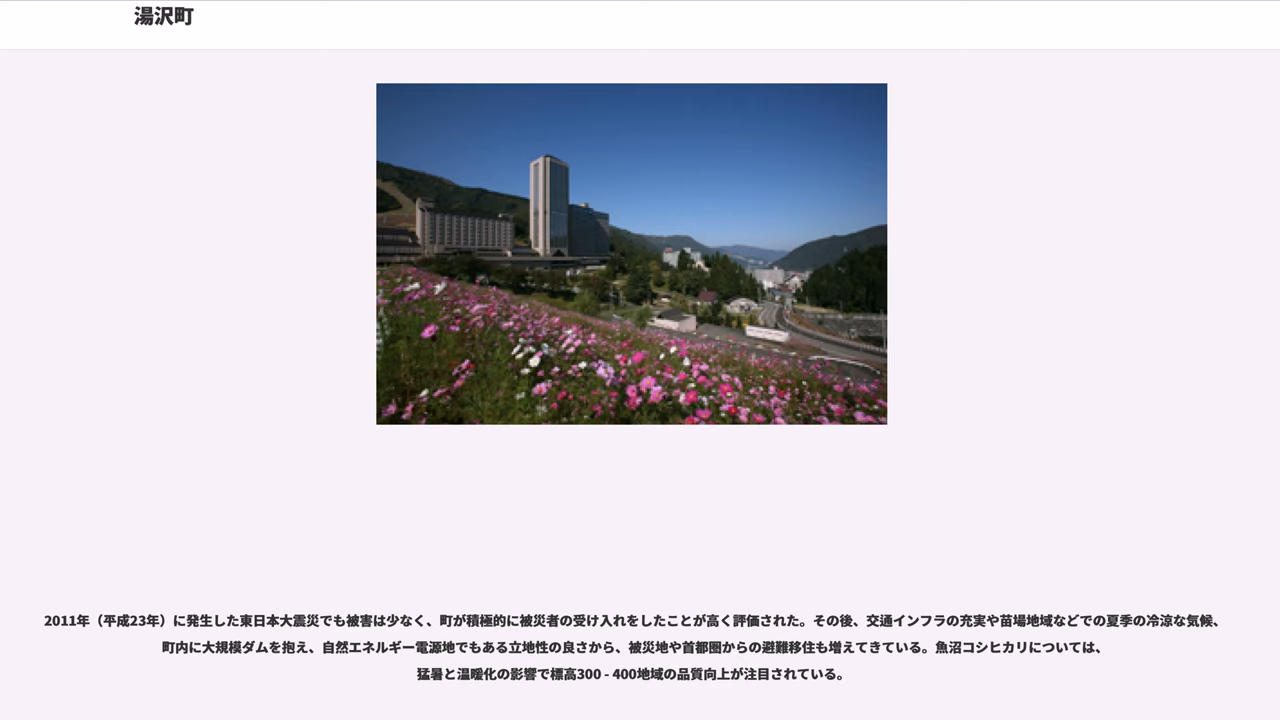 湯沢町
2011年（平成23年）に発生した東日本大震災でも被害は少なく、町が積極的に被災者の受け入れをしたことが高く評価された。その後、交通インフラの充実や苗場地域などでの夏季の冷涼な気候、
町内に大規模ダムを抱え、自然エネルギー電源地でもある立地性の良さから、被災地や首都圏からの避難移住も増えてきている。魚沼コシヒカリについては、
猛暑と温暖化の影響で標高300 - 400地域の品質向上が注目されている。